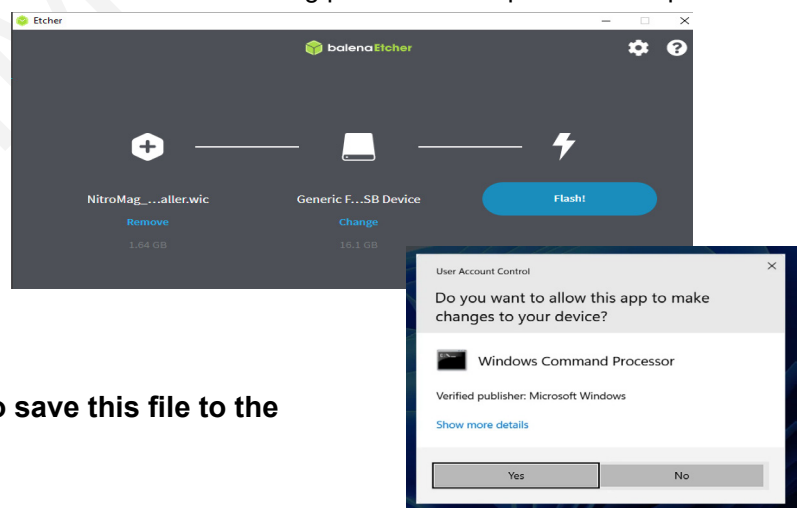 Etcher
balenaEtcher
NitroMag_...aller.wic
Generic F...SB Device
Flash!
Remove
Change
1.64 GB
16.1 GB
User Account Control
Do you want to allow this app to make
changes to your device?
Windows Command Processor
Verified publisher: Microsoft Windows
Show more details
Yes
No
save this file to the